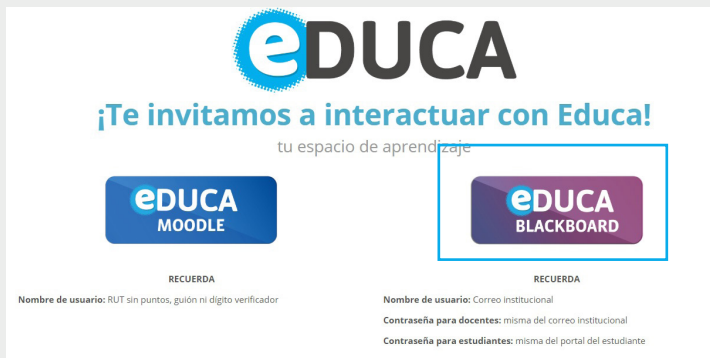 eDUCA
¡Te invitamos a interactuar con Educa!
tu espacio de aprendizaje
eDUCA
MOODLE
RECUERDA
Nombre de usuario: RUT sin puntos, guión ni dígito verificador
eDUCA
BLACKBOARD
RECUERDA
Nombre de usuario: Correo institucional
Contraseña para docentes: misma del correo institucional
Contraseña para estudiantes: misma del portal del estudiante